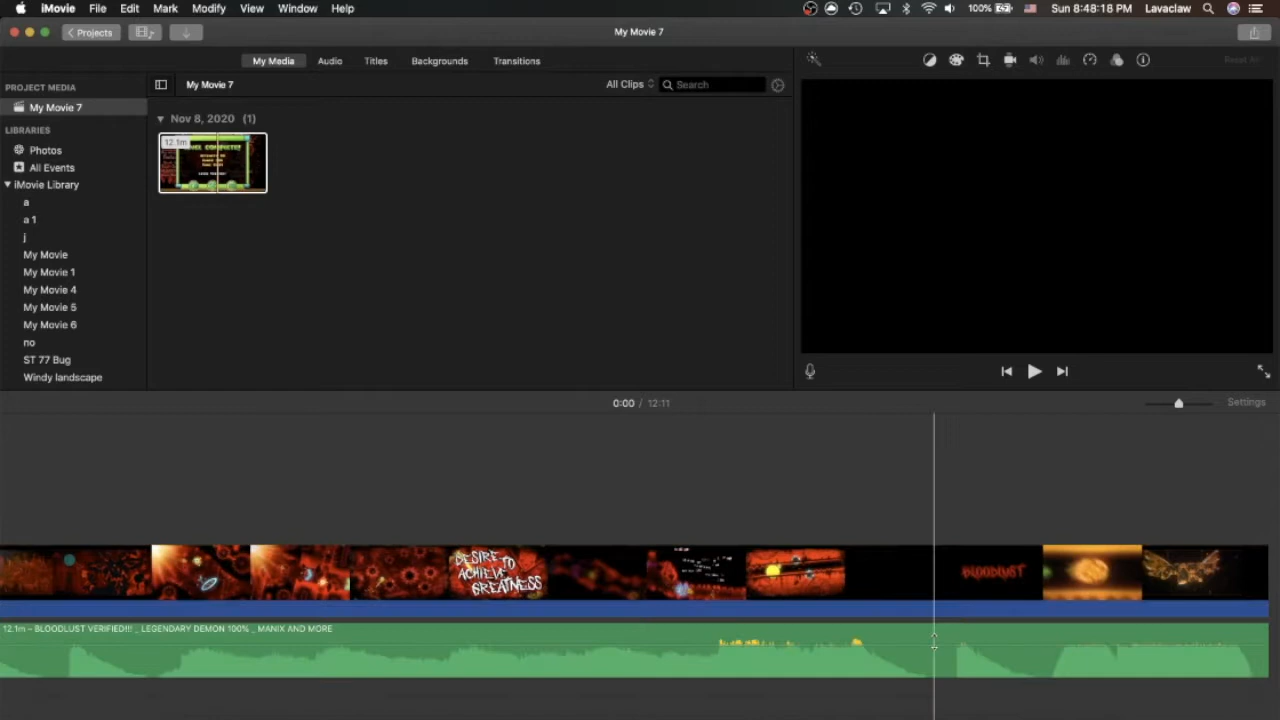 iMovie File Edit Mark Modify View Window Help 100% Sun 8:48:18 PM Lavaclaw
Projects My Movie 7
My Media Audio Titles Backgrounds Transitions Reset All
PROJECT MEDIA My Movie 7 All Clips Search
My Movie 7
Nov 8, 2020 (1)
LIBRARIES
12.1m
Photos
All Events
iMovie Library
a
a 1
j
My Movie
My Movie 1
My Movie 4
My Movie 5
My Movie 6
no
ST 77 Bug
Windy landscape
0:00 / 12:11 Settings
DESIRE TO
ACHIEVE
GREATNESS
BLOODLUST
12.1m – BLOODLUST VERIFIED!!! _ LEGENDARY DEMON 100% _ MANIX AND MORE